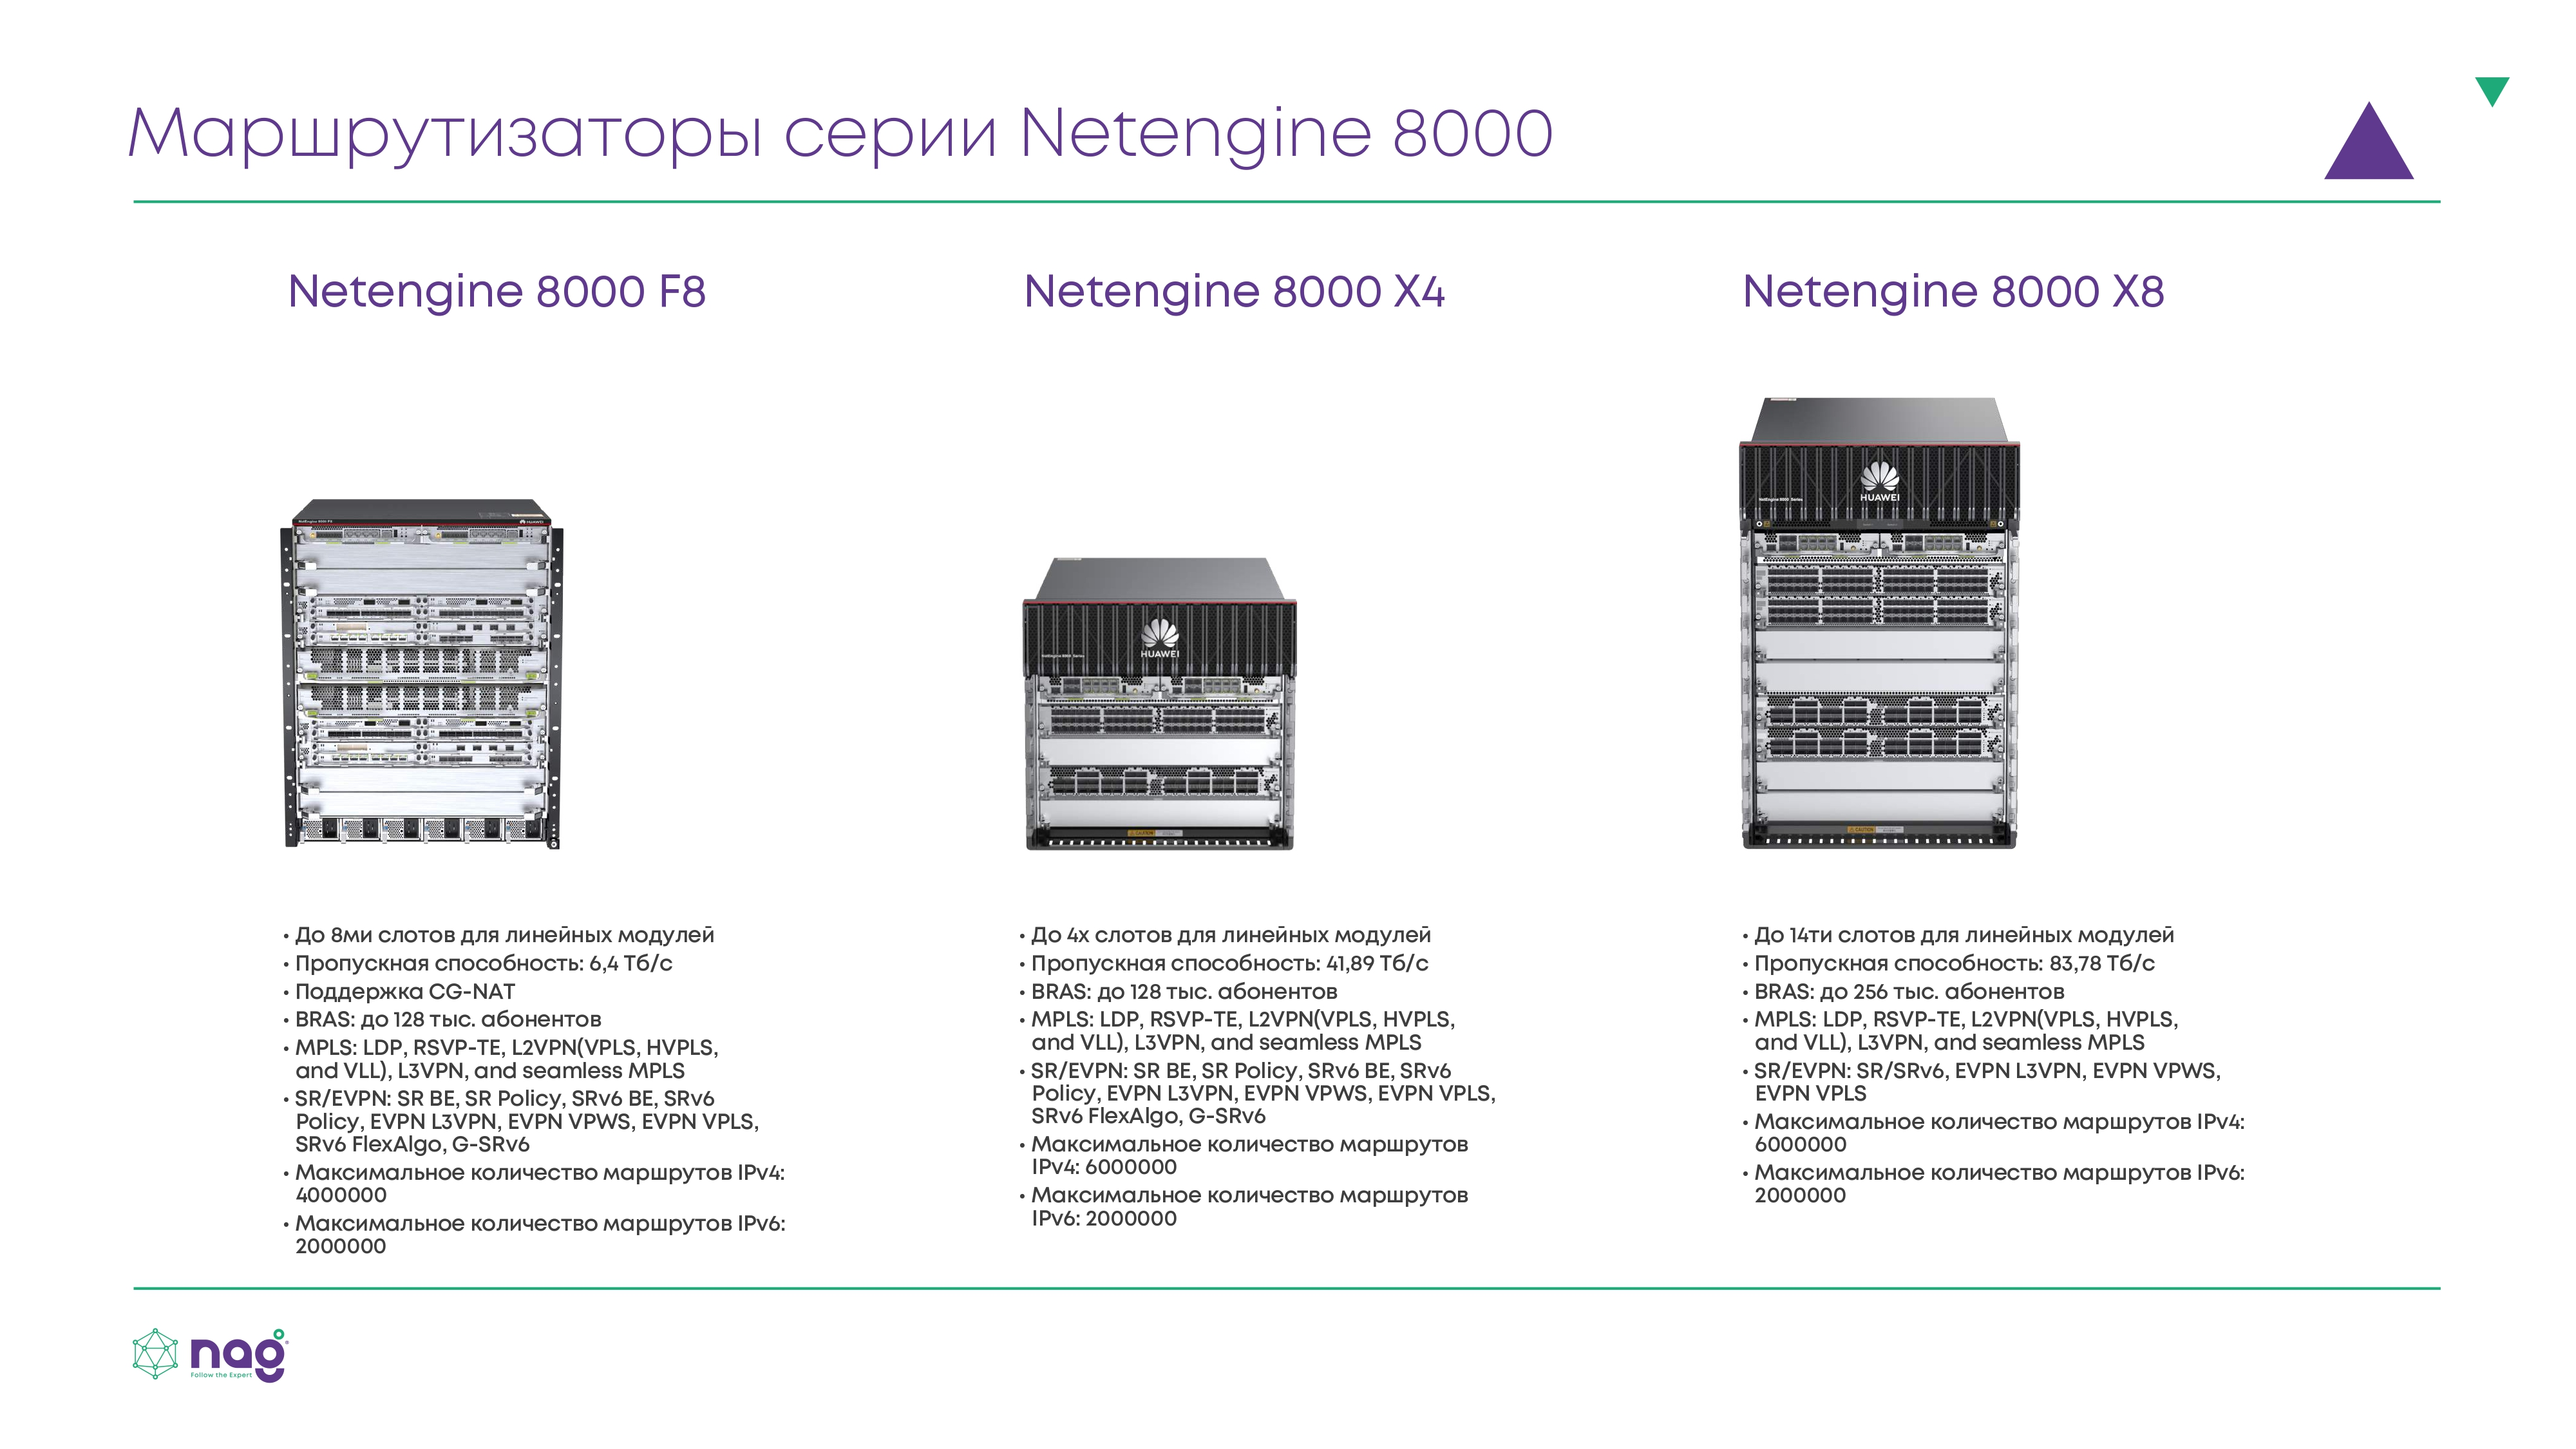 Маршрутизаторы серии Netengine 8000
Netengine 8000 F8
Netengine 8000 X4
Netengine 8000 X8
HUAWEI
HUAWEI
NetEngine 8000 Series
HUAWEI
NetEngine 8000 Series
CAUTION
CAUTION
• До 8ми слотов для линейных модулей
• Пропускная способность: 6,4 Тб/с
• Поддержка CG-NAT
• BRAS: до 128 тыс. абонентов
• MPLS: LDP, RSVP-TE, L2VPN(VPLS, HVPLS,
and VLL), L3VPN, and seamless MPLS
• SR/EVPN: SR BE, SR Policy, SRv6 BE, SRv6
Policy, EVPN L3VPN, EVPN VPWS, EVPN VPLS,
SRv6 FlexAlgo, G-SRv6
• Максимальное количество маршрутов IPv4:
4000000
• Максимальное количество маршрутов IPv6:
2000000
• До 4х слотов для линейных модулей
• Пропускная способность: 41,89 Тб/с
• BRAS: до 128 тыс. абонентов
• MPLS: LDP, RSVP-TE, L2VPN(VPLS, HVPLS,
and VLL), L3VPN, and seamless MPLS
• SR/EVPN: SR BE, SR Policy, SRv6 BE, SRv6
Policy, EVPN L3VPN, EVPN VPWS, EVPN VPLS,
SRv6 FlexAlgo, G-SRv6
• Максимальное количество маршрутов
IPv4: 6000000
• Максимальное количество маршрутов
IPv6: 2000000
• До 14ти слотов для линейных модулей
• Пропускная способность: 83,78 Тб/с
• BRAS: до 256 тыс. абонентов
• MPLS: LDP, RSVP-TE, L2VPN(VPLS, HVPLS,
and VLL), L3VPN, and seamless MPLS
• SR/EVPN: SR/SRv6, EVPN L3VPN, EVPN VPWS,
EVPN VPLS
• Максимальное количество маршрутов IPv4:
6000000
• Максимальное количество маршрутов IPv6:
2000000
nag
Follow the Expert